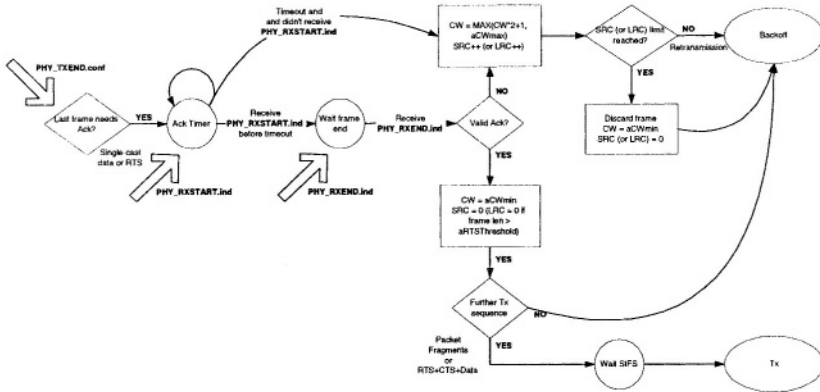 Timeout and
and didn't receive
PHY_RXSTART.ind
CW = MAX(CW*2+1,
aCWmax)
SRC++ (or LRC++)
SRC (or LRC) limit
reached?
NO
Retransmission
Backoff
PHY_TXEND.conf
YES
NO
Last frame needs
Ack?
YES
Ack Timer
Receive
PHY_RXSTART.ind
before timeout
Wait frame
end
Receive
PHY_RXEND.ind
Valid Ack?
Discard frame
CW = aCWmin
SRC (or LRC) = 0
Single-cast
data or RTS
PHY_RXSTART.ind
PHY_RXEND.ind
YES
CW = aCWmin
SRC = 0 (LRC = 0 if
frame len >
aRTSThreshold)
YES
Further Tx
sequence
NO
Packet
Fragments
or
RTS+CTS+Data
YES
Wait SIFS
Tx